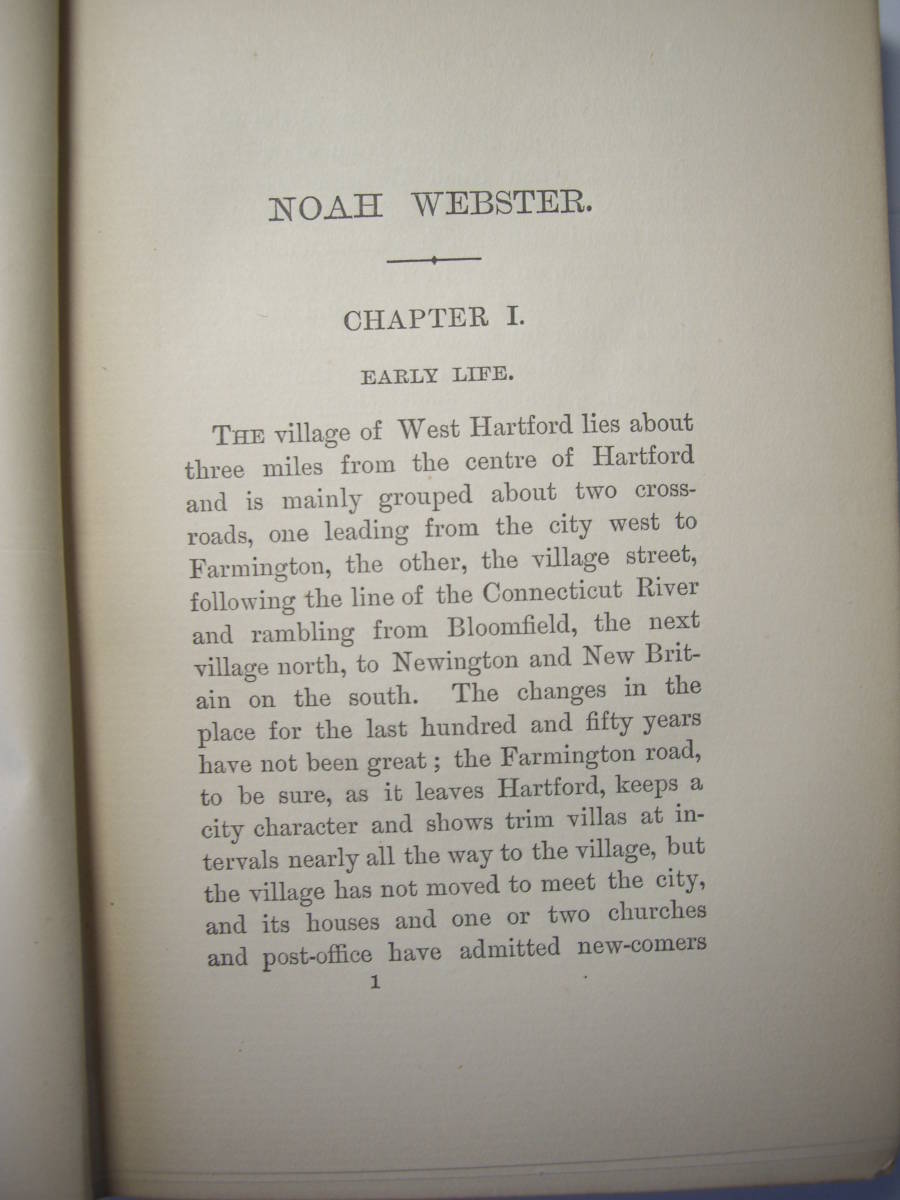 NOAH WEBSTER.
CHAPTER I.
EARLY LIFE.
THE village of West Hartford lies about
three miles from the centre of Hartford
and is mainly grouped about two cross-
roads, one leading from the city west to
Farmington, the other, the village street,
following the line of the Connecticut River
and rambling from Bloomfield, the next
village north, to Newington and New Brit-
ain on the south. The changes in the
place for the last hundred and fifty years
have not been great; the Farmington road,
to be sure, as it leaves Hartford, keeps a
city character and shows trim villas at in-
tervals nearly all the way to the village, but
the village has not moved to meet the city,
and its houses and one or two churches
and post-office have admitted new-comers
1